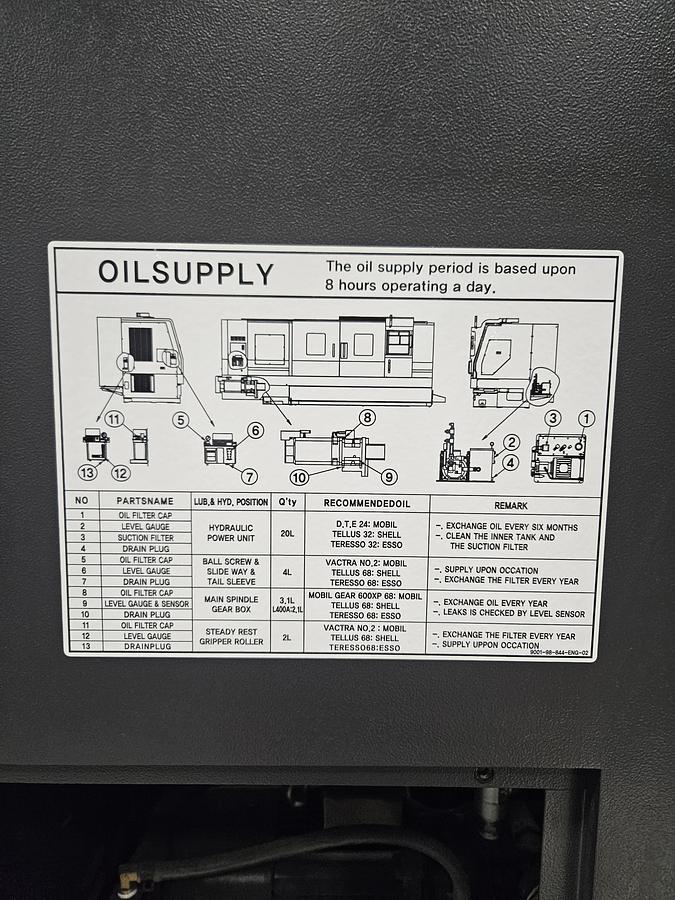 OILSUPPLY
The oil supply period is based upon
8 hours operating a day.
11
5
6
8
3
1
2
13
12
7
10
9
4
NO PARTSNAME LUB,& HYD, POSITION Q'ty RECOMMENDEDOIL REMARK
1 OIL FILTER CAP
2 LEVEL GAUGE
3 SUCTION FILTER
4 DRAIN PLUG
HYDRAULIC
POWER UNIT
20L
D,T,E 24: MOBIL
TELLUS 32: SHELL
TERESSO 32: ESSO
-. EXCHANGE OIL EVERY SIX MONTHS
-. CLEAN THE INNER TANK AND
THE SUCTION FILTER
5 OIL FILTER CAP
6 LEVEL GAUGE
7 DRAIN PLUG
BALL SCREW &
SLIDE WAY &
TAIL SLEEVE
4L
VACTRA NO,2: MOBIL
TELLUS 68: SHELL
TERESSO 68: ESSO
-. SUPPLY UPON OCCATION
-. EXCHANGE THE FILTER EVERY YEAR
8 OIL FILTER CAP
9 LEVEL GAUGE & SENSOR
10 DRAIN PLUG
MAIN SPINDLE
GEAR BOX
3,1L
L400A:2,1L
MOBIL GEAR 600XP 68: MOBIL
TELLUS 68: SHELL
TERESSO 68: ESSO
-. EXCHANGE OIL EVERY YEAR
-. LEAKS IS CHECKED BY LEVEL SENSOR
11 OIL FILTER CAP
12 LEVEL GAUGE
13 DRAINPLUG
STEADY REST
GRIPPER ROLLER
2L
VACTRA NO,2 : MOBIL
TELLUS 68: SHELL
TERESSO68:ESSO
-. EXCHANGE THE FILTER EVERY YEAR
-. SUPPLY UPPON OCCATION
9001-98-844-ENG-02